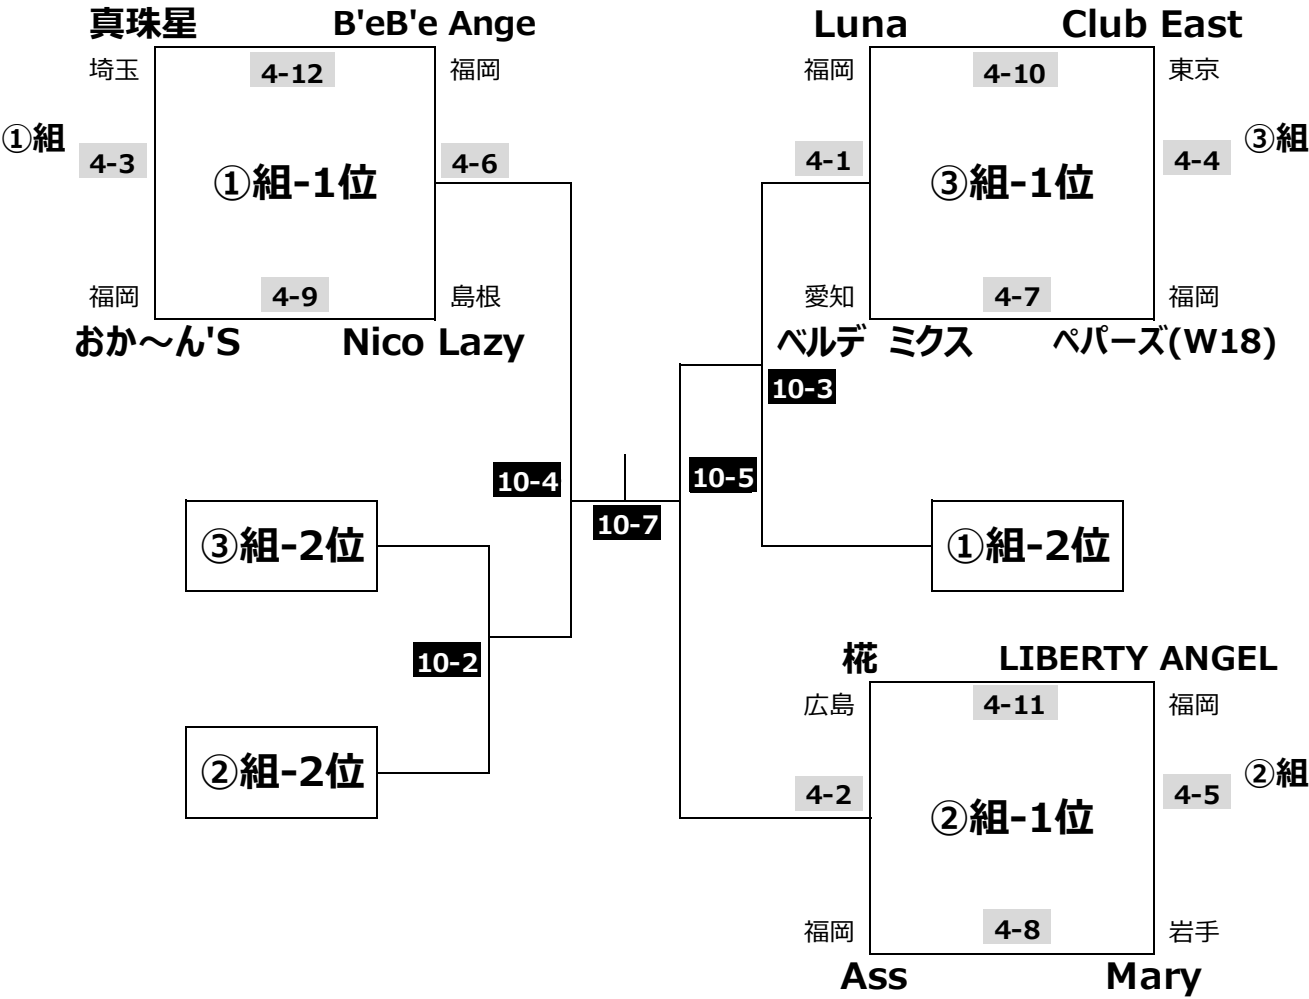 真珠星 B'eB'e Ange
埼玉 4-12 福岡
①組
4-3 ①組-1位 4-6
福岡 4-9 島根
おか～ん'S Nico Lazy
Luna Club East
福岡 4-10 東京
③組
4-1 ③組-1位 4-4
愛知 4-7 福岡
ベルデ ミクス ペパーズ(W18)
10-3
10-4
10-5
10-7
③組-2位
①組-2位
10-2
②組-2位
椛 LIBERTY ANGEL
広島 4-11 福岡
②組
4-2 ②組-1位 4-5
福岡 4-8 岩手
Ass Mary